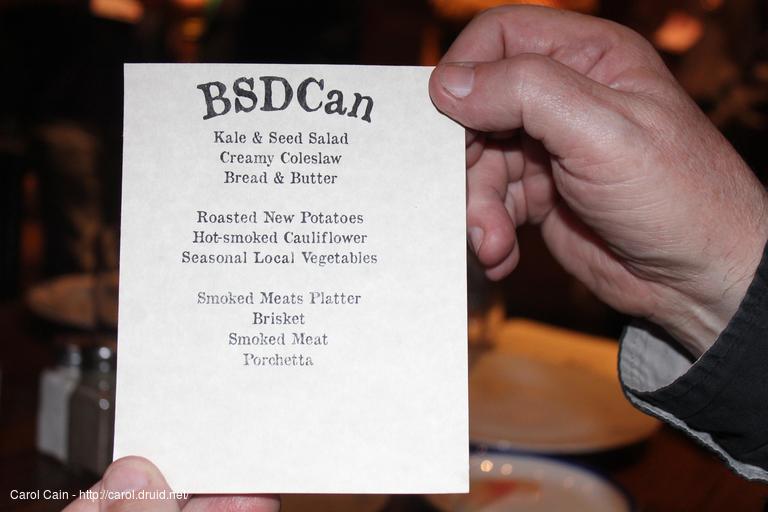 BSDCan
Kale & Seed Salad
Creamy Coleslaw
Bread & Butter
Roasted New Potatoes
Hot-smoked Cauliflower
Seasonal Local Vegetables
Smoked Meats Platter
Brisket
Smoked Meat
Porchetta
Carol Cain - http://carol.druid.net/